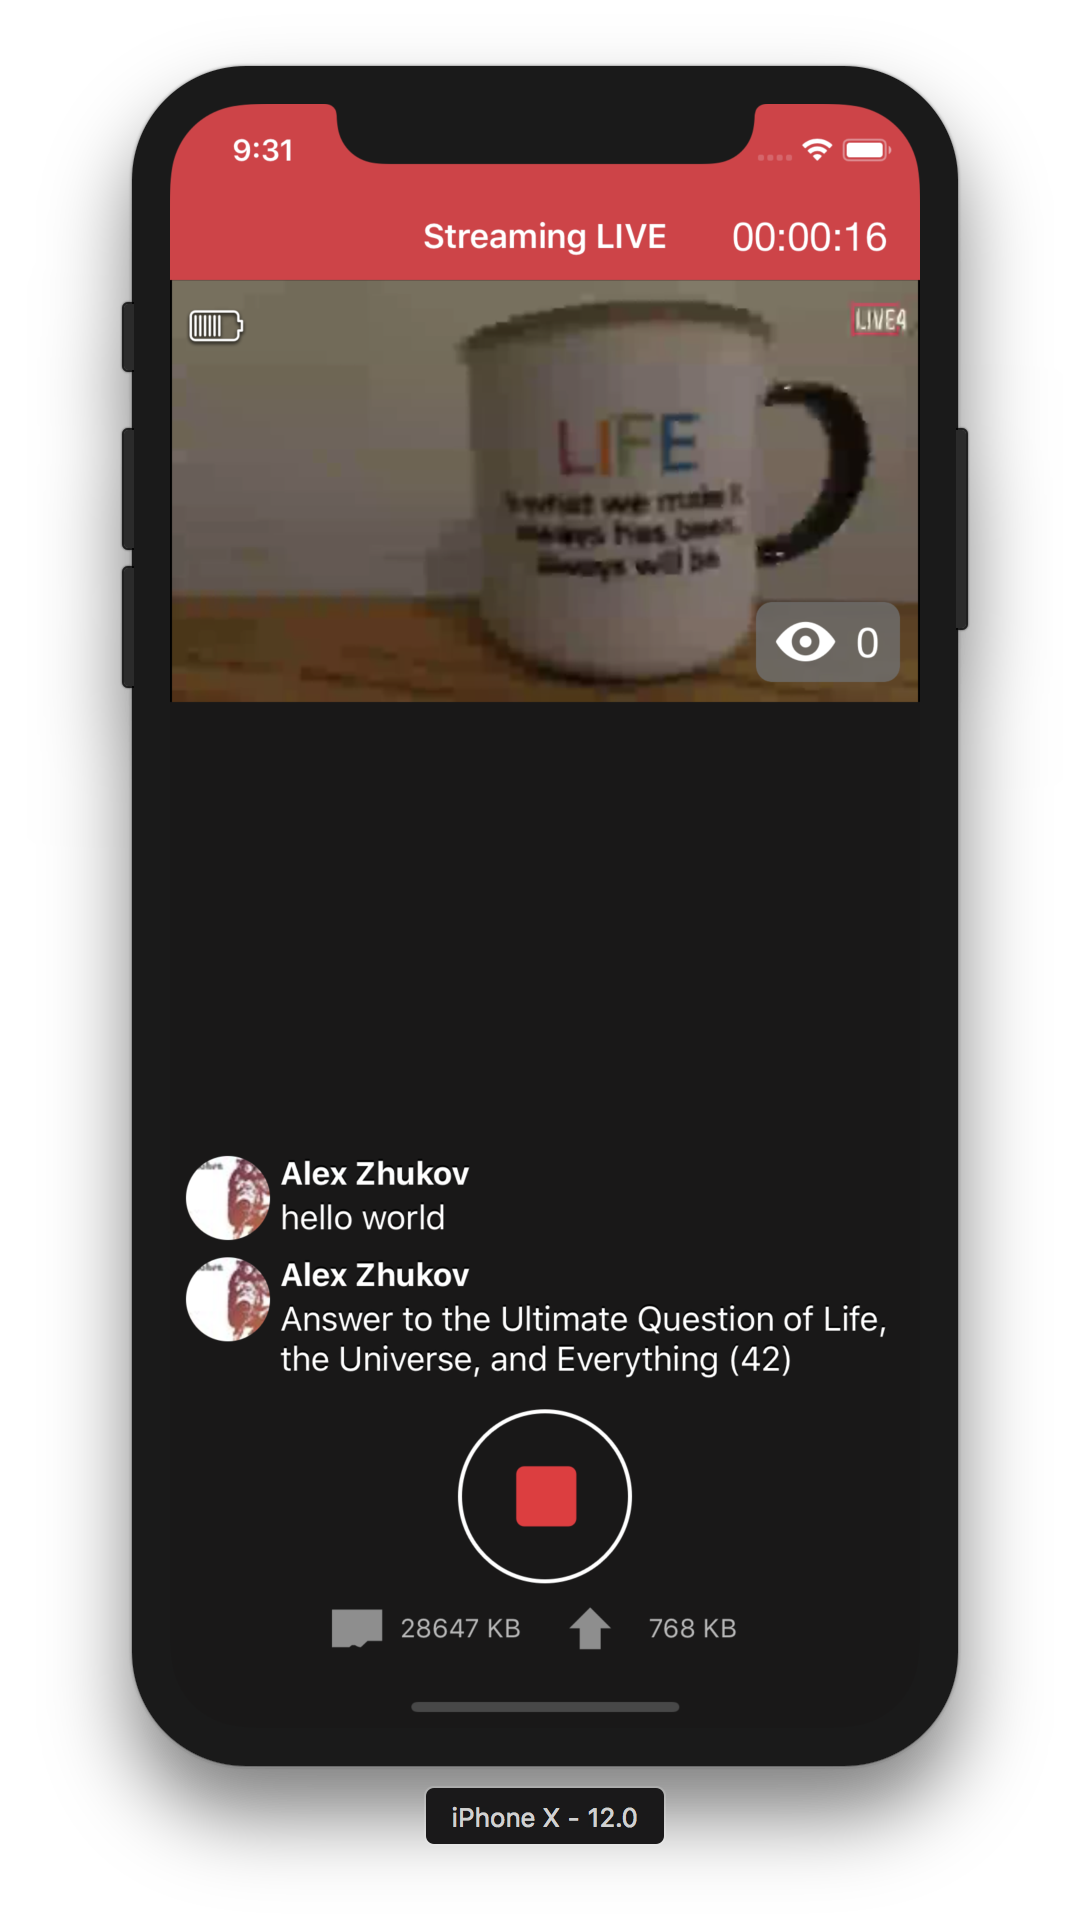 9:31
Streaming LIVE
00:00:16
LIVE4
LIFE
what we make
always has been.
Always will be
0
Alex Zhukov
hello world
Alex Zhukov
Answer to the Ultimate Question of Life,
the Universe, and Everything (42)
28647 KB
768 KB
iPhone X - 12.0